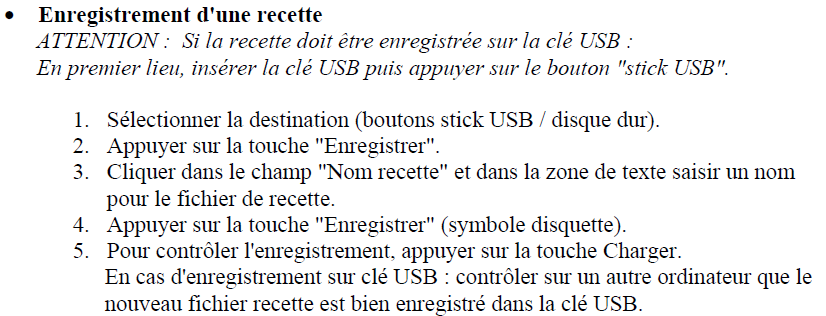 • Enregistrement d'une recette
ATTENTION : Si la recette doit être enregistrée sur la clé USB :
En premier lieu, insérer la clé USB puis appuyer sur le bouton "stick USB".
1. Sélectionner la destination (boutons stick USB / disque dur).
2. Appuyer sur la touche "Enregistrer".
3. Cliquer dans le champ "Nom recette" et dans la zone de texte saisir un nom
pour le fichier de recette.
4. Appuyer sur la touche "Enregistrer" (symbole disquette).
5. Pour contrôler l'enregistrement, appuyer sur la touche Charger.
En cas d'enregistrement sur clé USB : contrôler sur un autre ordinateur que le
nouveau fichier recette est bien enregistré dans la clé USB.